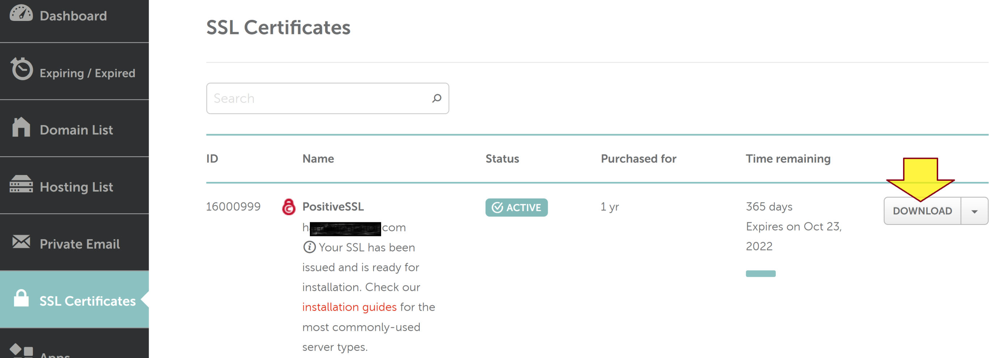 Dashboard
Expiring / Expired
Domain List
Hosting List
Private Email
SSL Certificates
Apps
SSL Certificates
Search
ID Name Status Purchased for Time remaining
16000999 PositiveSSL ACTIVE 1 yr 365 days DOWNLOAD
Expires on Oct 23,
2022
Your SSL has been
issued and is ready for
installation. Check our
installation guides for the
most commonly-used
server types.